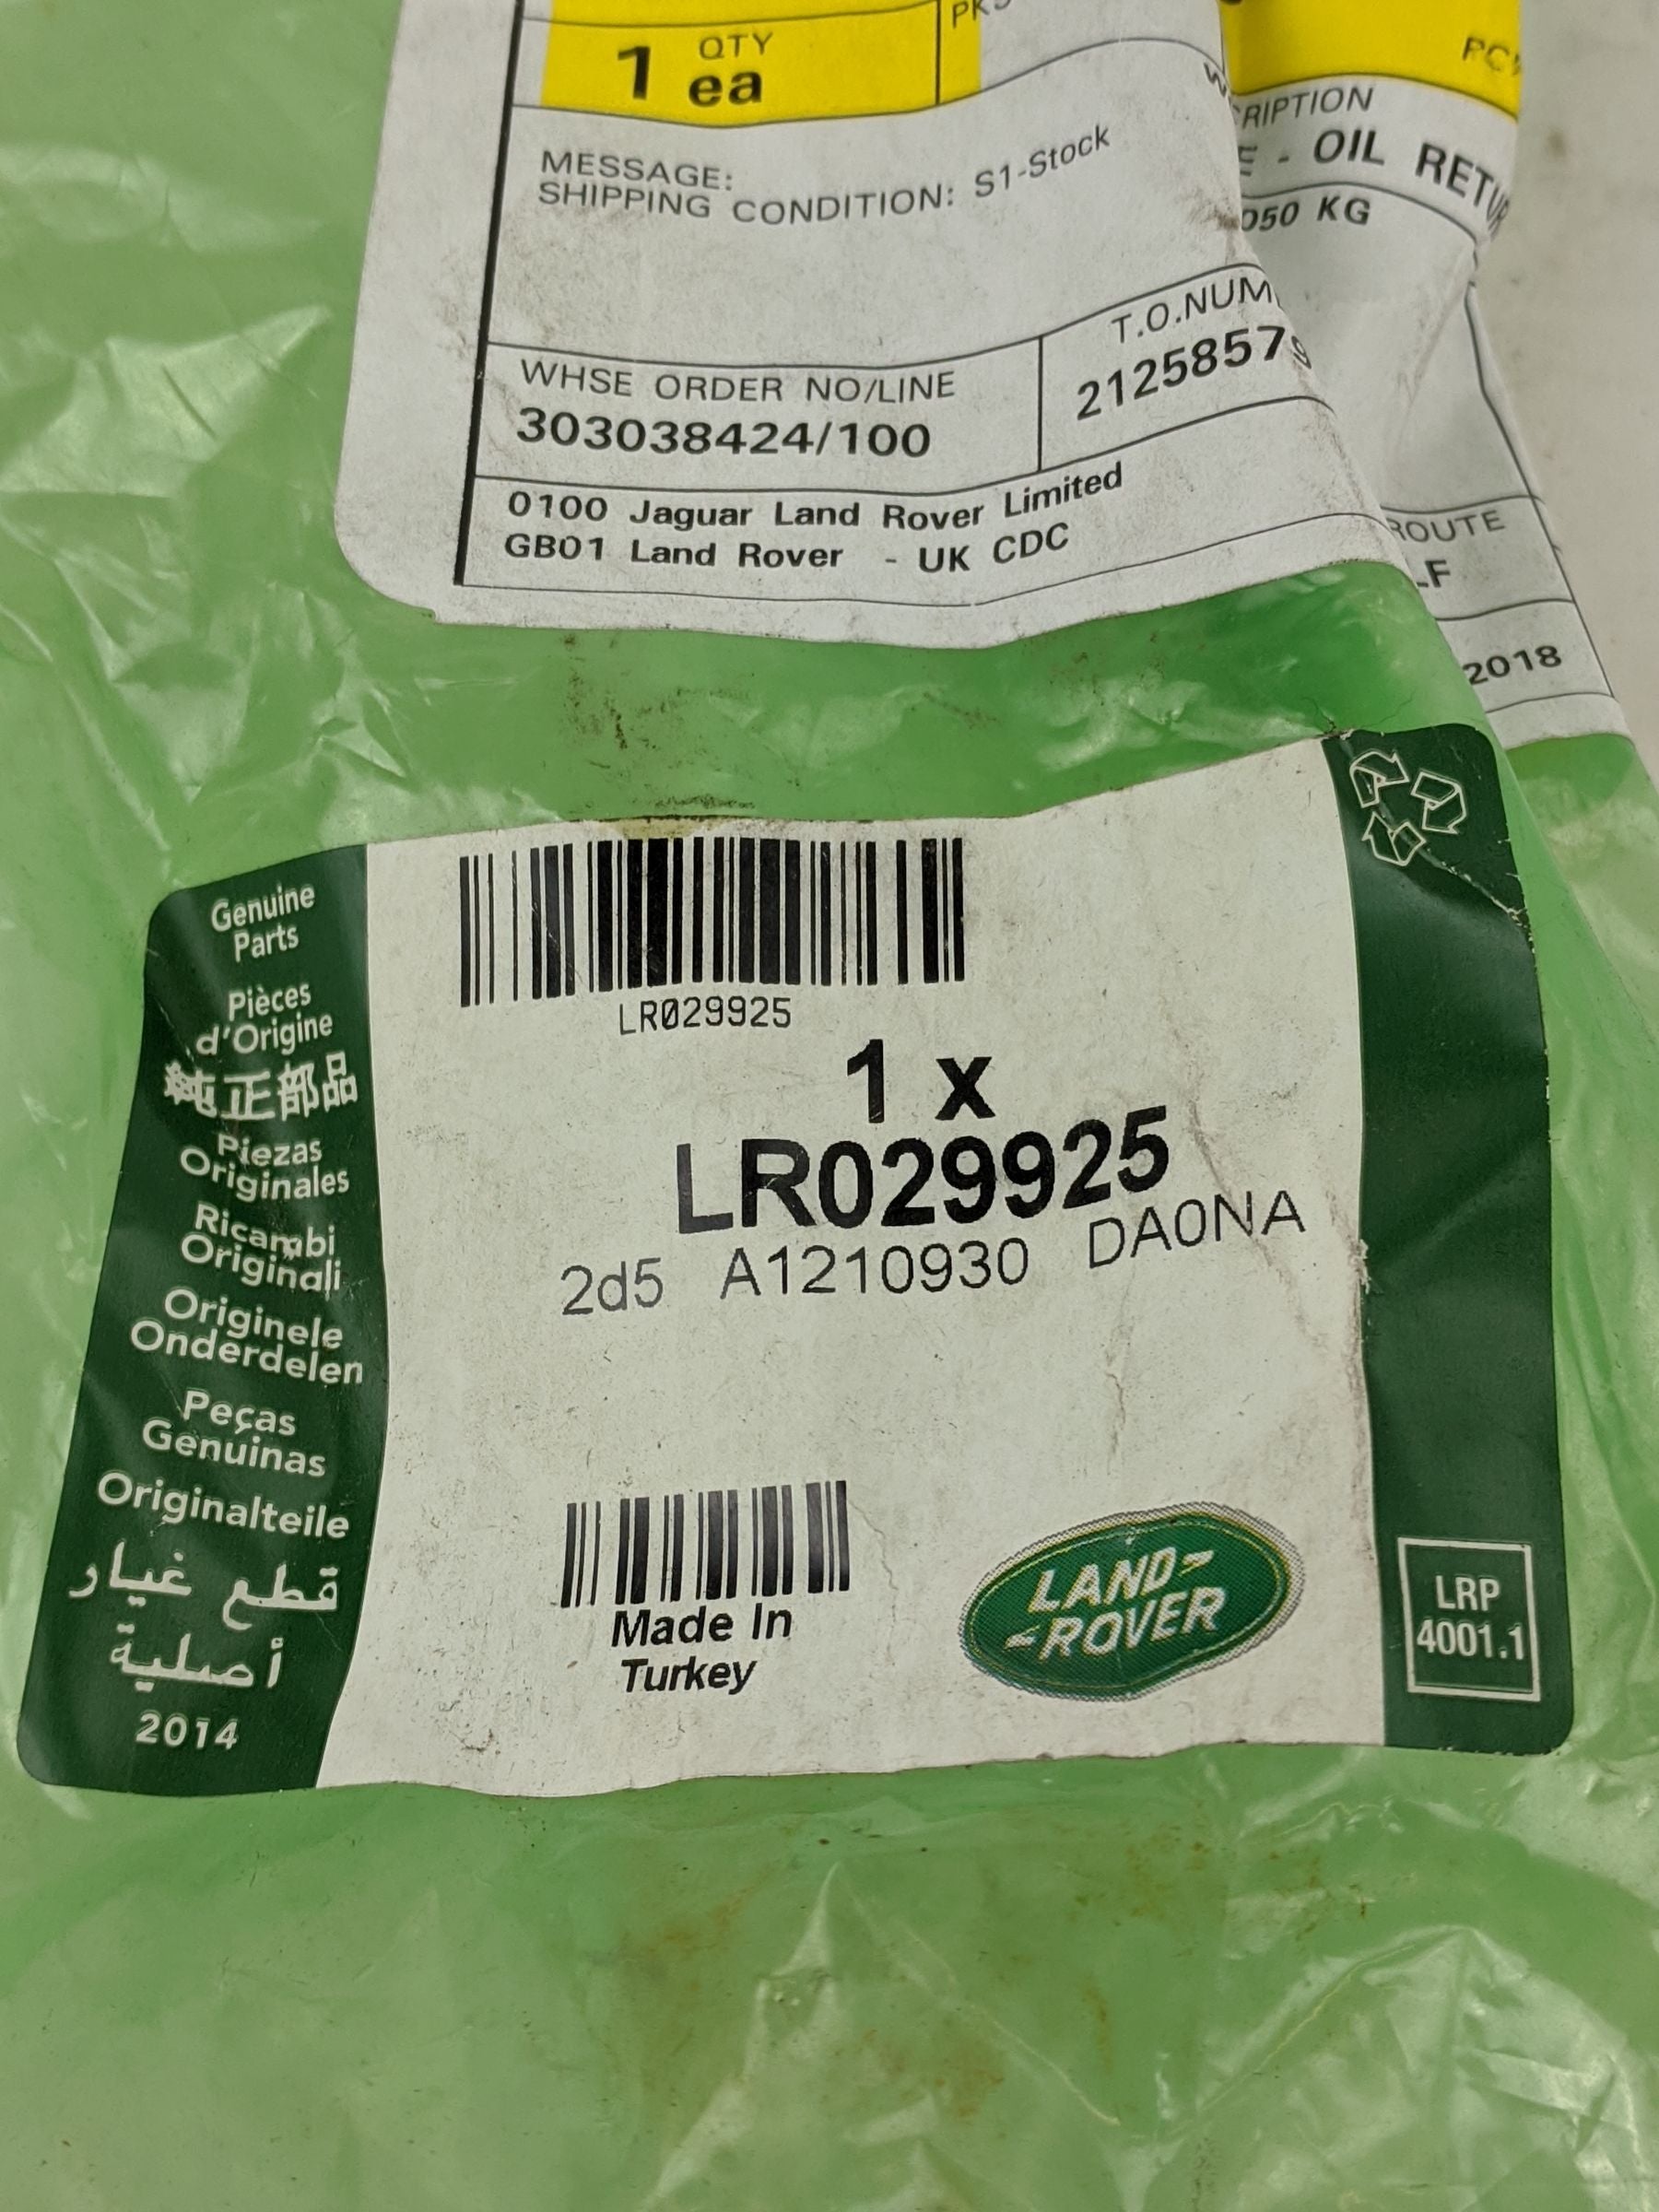 QTY
1 ea
MESSAGE:
SHIPPING CONDITION: S1-Stock
OIL
050 KG
WHSE ORDER NO/LINE
303038424/100
T.O.NUM
2125857
0100 Jaguar Land Rover Limited
GB01 Land Rover - UK CDC
ROUTE
LF
2018
Genuine
Parts
Pièces
d'Origine
純正部品
Piezas
Originales
Ricambi
Originali
Originele
Onderdelen
Peças
Genuinas
Originalteile
قطع غيار
أصلية
2014
LR029925
1 x
LR029925
2d5 A1210930 DA0NA
Made In
Turkey
LAND-
-ROVER
LRP
4001.1